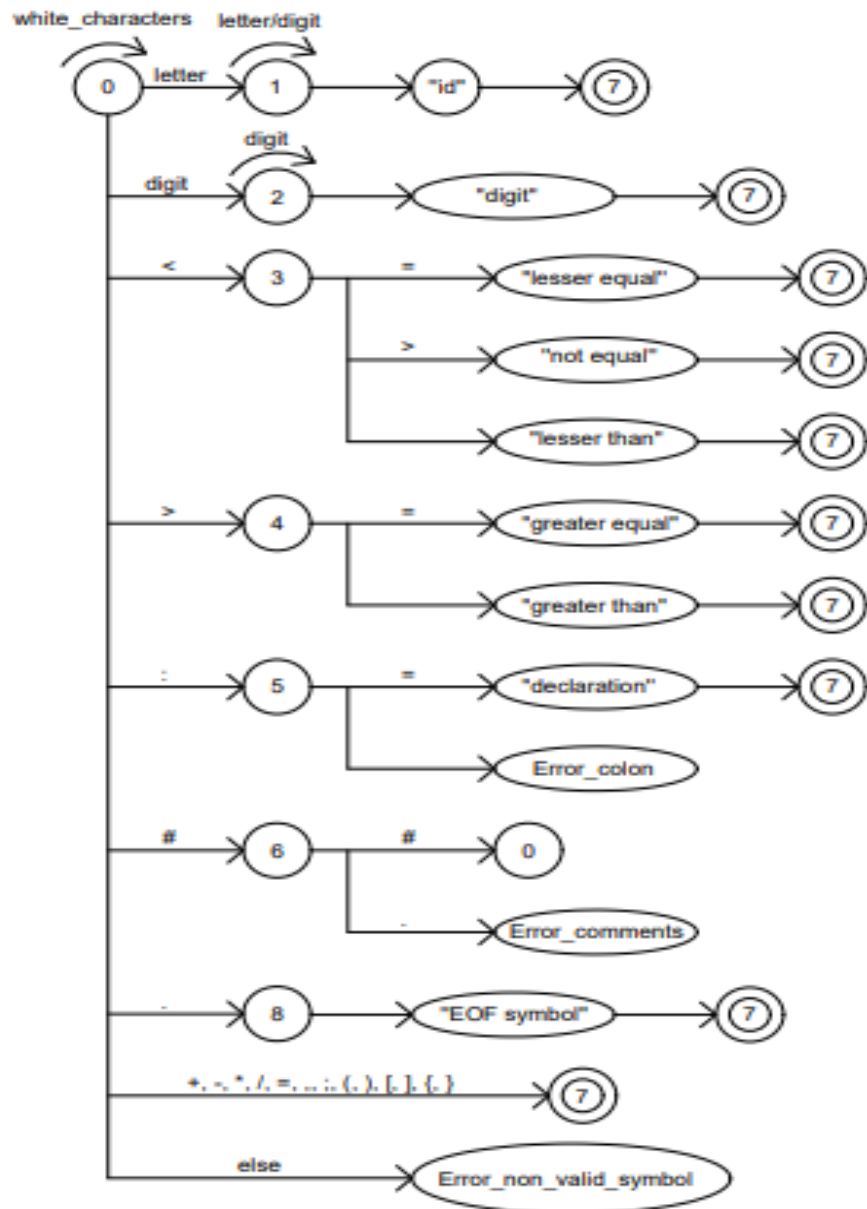 white_characters letter/digit
0 letter 1 "id" 7
digit
digit 2 "digit" 7
< 3 = "lesser equal" 7
> "not equal" 7
"lesser than" 7
> 4 = "greater equal" 7
"greater than" 7
: 5 = "declaration" 7
Error_colon
# 6 # 0
. Error_comments
. 8 "EOF symbol" 7
+, -, *, /, =, ,, ;, (, ), [, ], {, } 7
else Error_non_valid_symbol